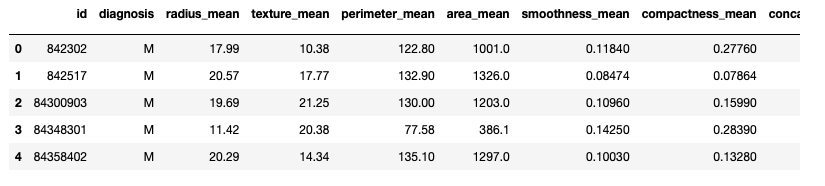 id diagnosis radius_mean texture_mean perimeter_mean area_mean smoothness_mean compactness_mean conca
0 842302 M 17.99 10.38 122.80 1001.0 0.11840 0.27760
1 842517 M 20.57 17.77 132.90 1326.0 0.08474 0.07864
2 84300903 M 19.69 21.25 130.00 1203.0 0.10960 0.15990
3 84348301 M 11.42 20.38 77.58 386.1 0.14250 0.28390
4 84358402 M 20.29 14.34 135.10 1297.0 0.10030 0.13280